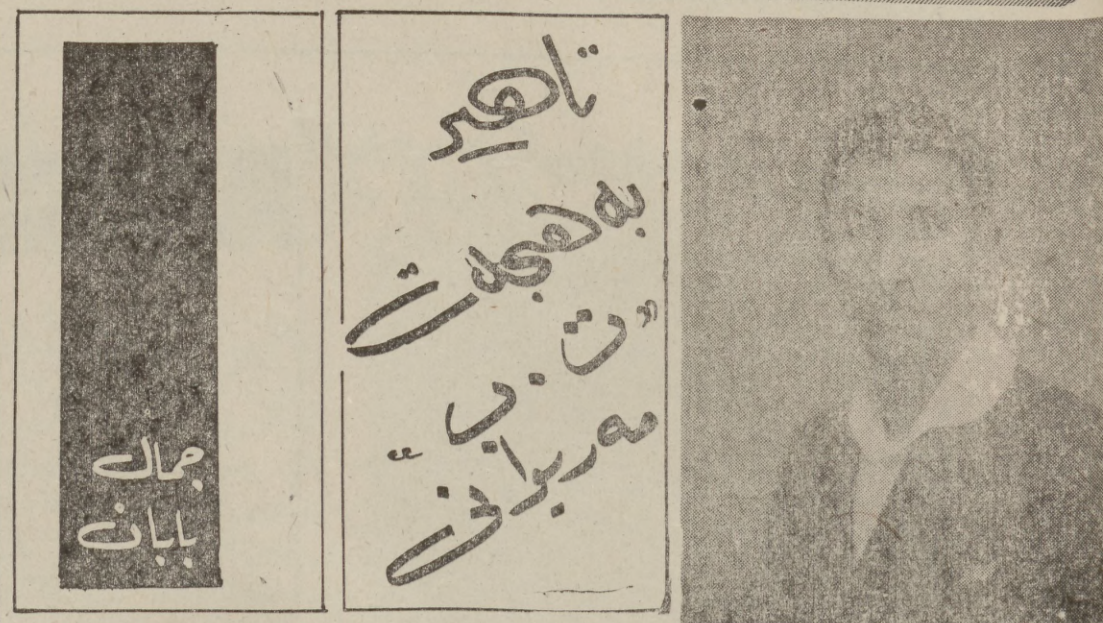 تاهیر
بەهجەت
«ت . ب
مەریوانی»
جمال
بابان